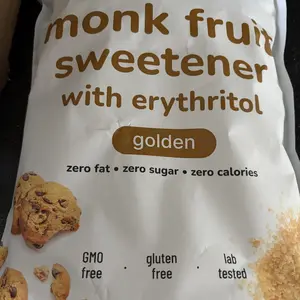 monk fruit
sweetener
with erythritol
golden
zero fat • zero sugar • zero calories
GMO · gluten · lab
free free tested